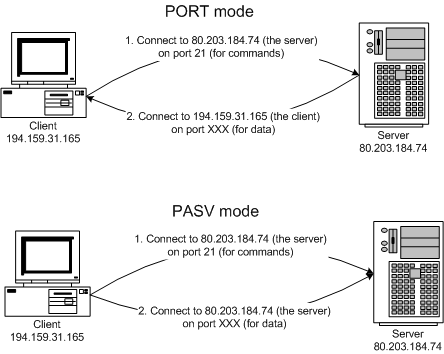 PORT mode
1. Connect to 80.203.184.74 (the server)
on port 21 (for commands)
2. Connect to 194.159.31.165 (the client)
on port XXX (for data)
Client
194.159.31.165
Server
80.203.184.74
PASV mode
1. Connect to 80.203.184.74 (the server)
on port 21 (for commands)
2. Connect to 80.203.184.74 (the server)
on port XXX (for data)
Client
194.159.31.165
Server
80.203.184.74